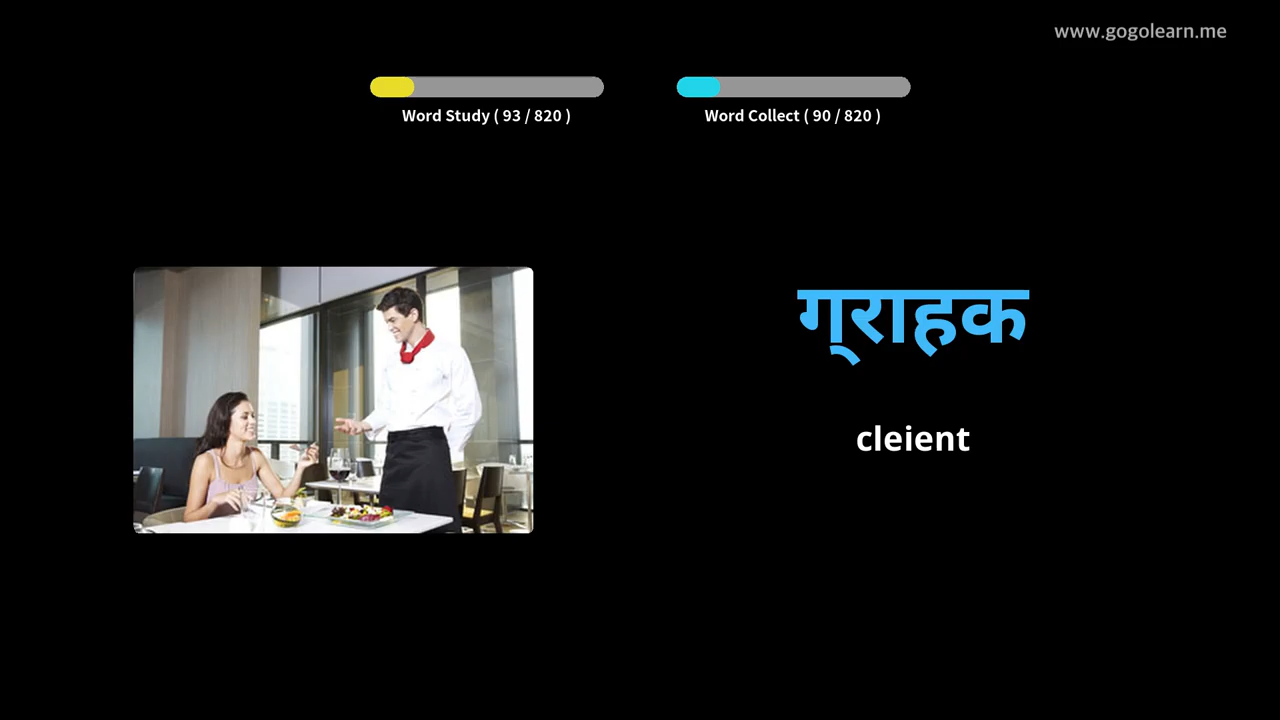 www.gogolearn.me
Word Study ( 93 / 820 )
Word Collect ( 90 / 820 )
ग्राहक
cleient